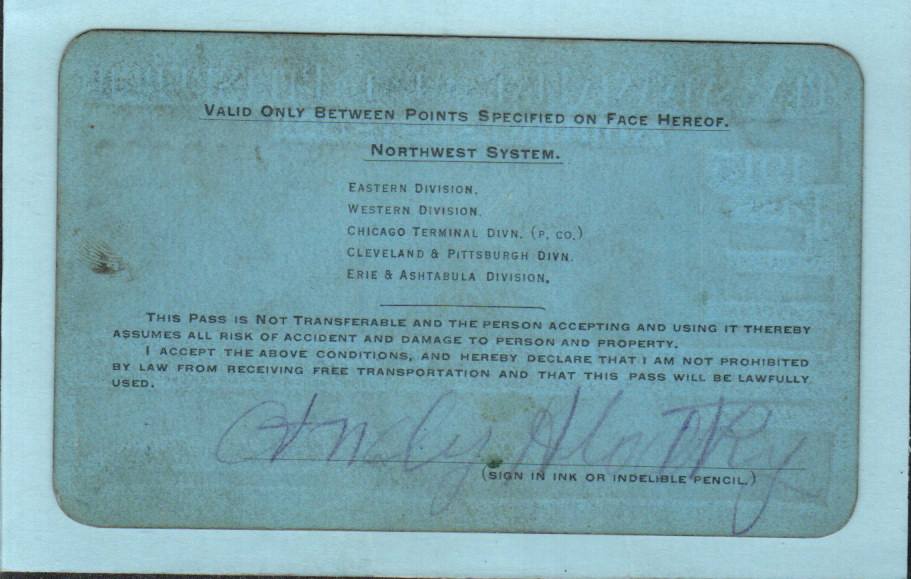 VALID ONLY BETWEEN POINTS SPECIFIED ON FACE HEREOF.
NORTHWEST SYSTEM.
EASTERN DIVISION,
WESTERN DIVISION.
CHICAGO TERMINAL DIVN. (P. CO.)
CLEVELAND & PITTSBURGH DIVN.
ERIE & ASHTABULA DIVISION,
THIS PASS IS NOT TRANSFERABLE AND THE PERSON ACCEPTING AND USING IT THEREBY
ASSUMES ALL RISK OF ACCIDENT AND DAMAGE TO PERSON AND PROPERTY.
I ACCEPT THE ABOVE CONDITIONS, AND HEREBY DECLARE THAT I AM NOT PROHIBITED
BY LAW FROM RECEIVING FREE TRANSPORTATION AND THAT THIS PASS WILL BE LAWFULLY
USED.
(SIGN IN INK OR INDELIBLE PENCIL.)